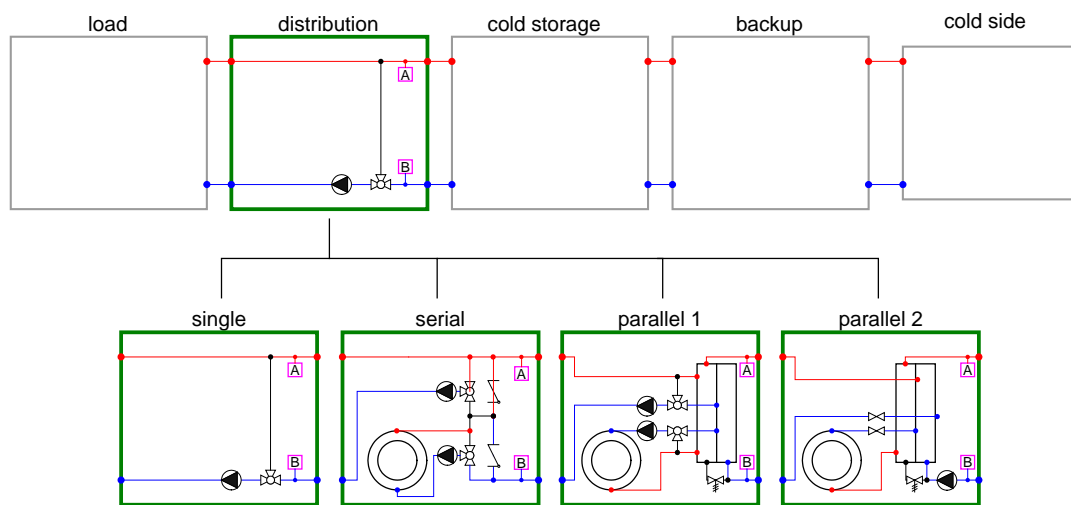 load distribution cold storage backup cold side
A
B
single serial parallel 1 parallel 2
A A A A
B B B B